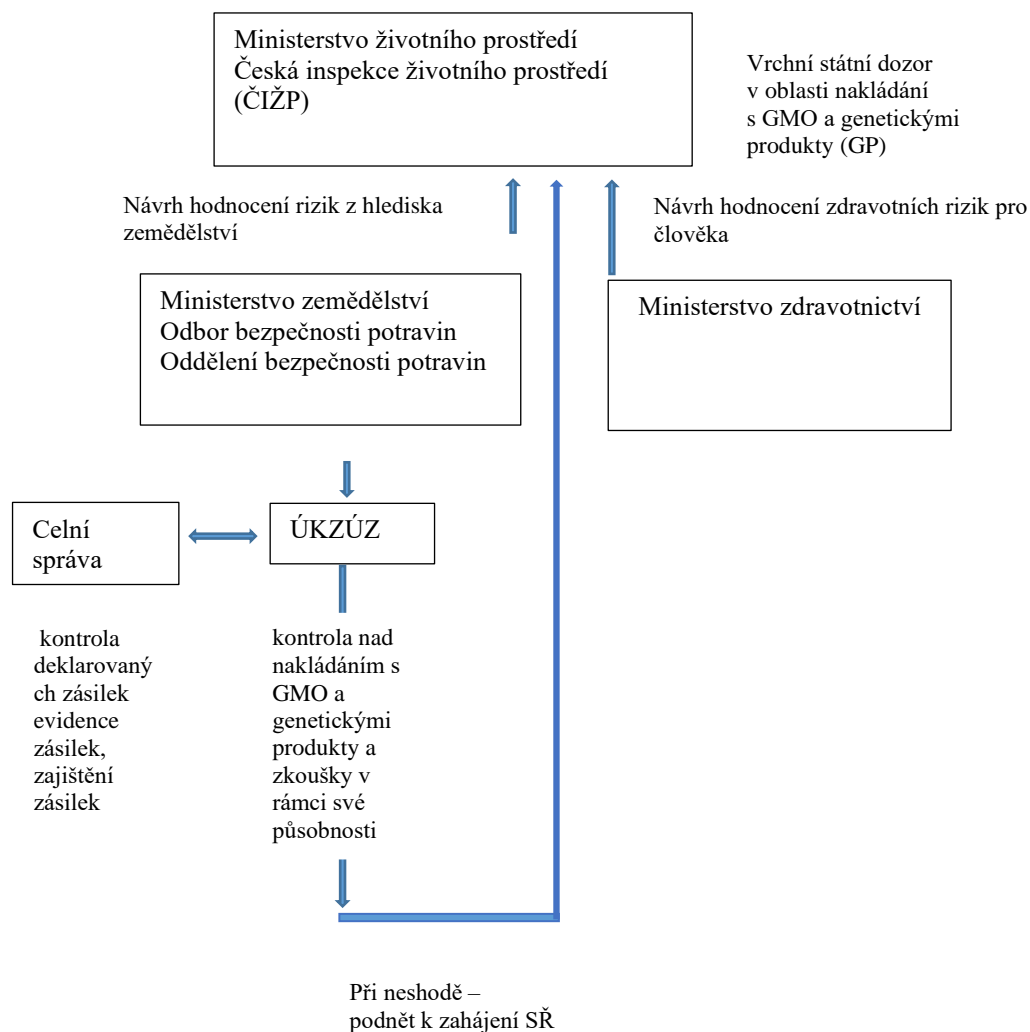 Ministerstvo životního prostředí
Česká inspekce životního prostředí
(ČIŽP)
Vrchní státní dozor
v oblasti nakládání
s GMO a genetickými
produkty (GP)
Návrh hodnocení rizik z hlediska
zemědělství
Návrh hodnocení zdravotních rizik pro
člověka
Ministerstvo zemědělství
Odbor bezpečnosti potravin
Oddělení bezpečnosti potravin
Ministerstvo zdravotnictví
Celní
správa
ÚKZÚZ
kontrola
deklarovaný
ch zásilek
evidence
zásilek,
zajištění
zásilek
kontrola nad
nakládáním s
GMO a
genetickými
produkty a
zkoušky v
rámci své
působnosti
Při neshodě –
podnět k zahájení SŘ